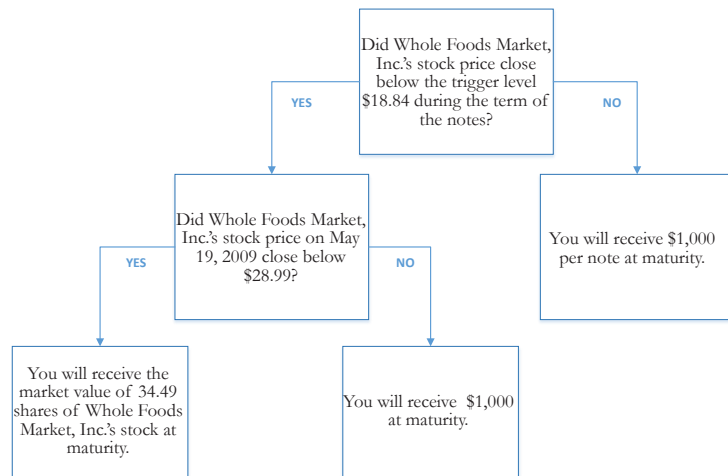 Did Whole Foods Market,
Inc.'s stock price close
below the trigger level
$18.84 during the term of
the notes?
YES
NO
Did Whole Foods Market,
Inc.'s stock price on May
19, 2009 close below
$28.99?
You will receive $1,000
per note at maturity.
YES
NO
You will receive the
market value of 34.49
shares of Whole Foods
Market, Inc.'s stock at
maturity.
You will receive  $1,000
at maturity.